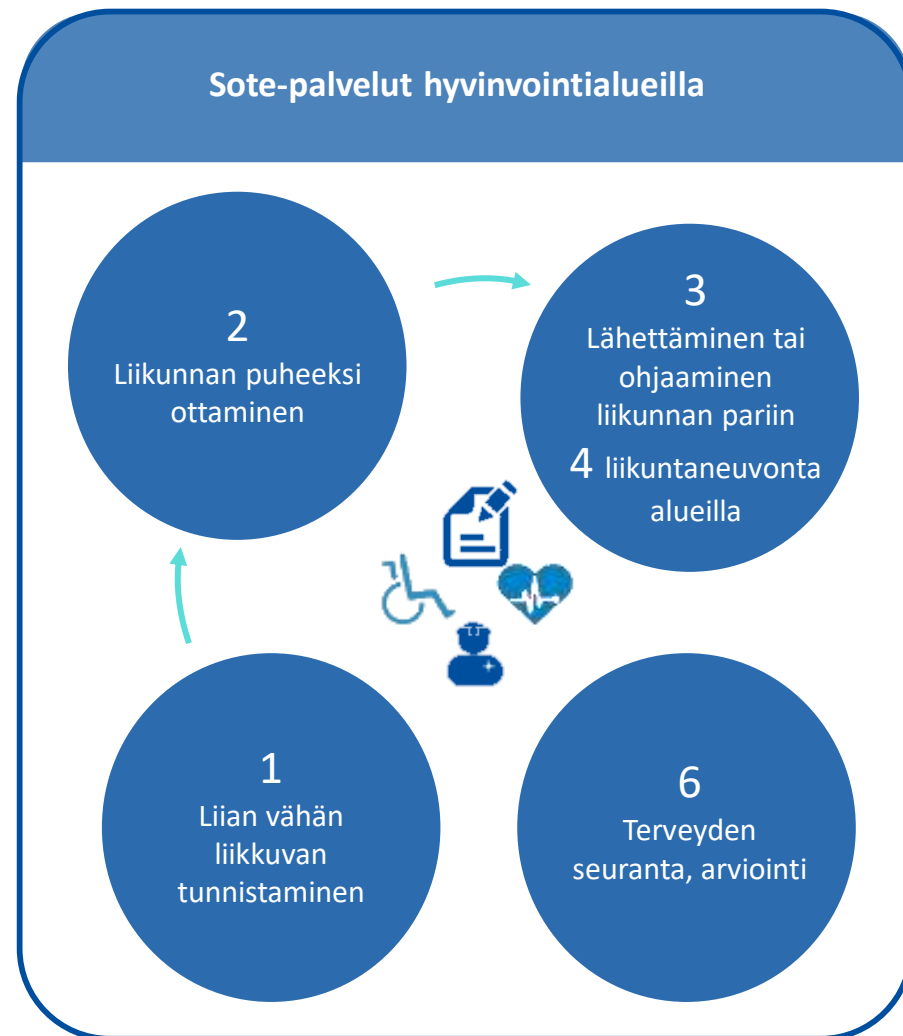 Sote-palvelut hyvinvointialueilla
2
Liikunnan puheeksi
ottaminen
3
Lähettäminen tai
ohjaaminen
liikunnan pariin
4 liikuntaneuvonta
alueilla
1
Liian vähän
liikkuvan
tunnistaminen
6
Terveyden
seuranta, arviointi